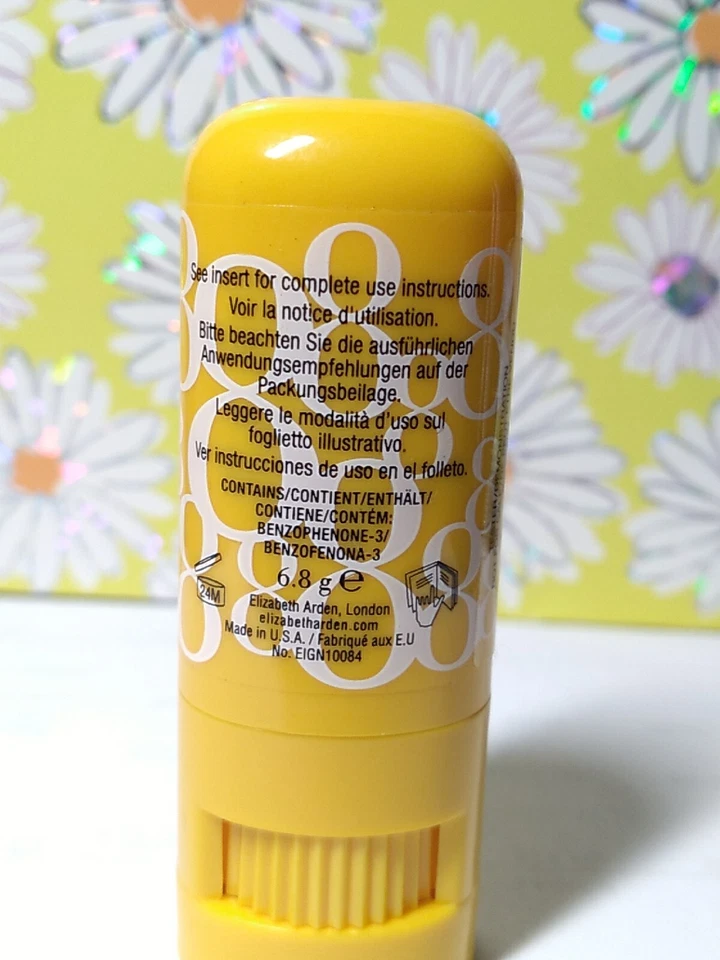 See insert for complete use instructions.
Voir la notice d'utilisation.
Bitte beachten Sie die ausführlichen
Anwendungsempfehlungen auf der
Packungsbeilage.
Leggere le modalità d'uso sul
foglietto illustrativo.
Ver instrucciones de uso en el folleto.
CONTAINS/CONTIENT/ENTHÄLT/
CONTIENE/CONTÉM:
BENZOPHENONE-3/
BENZOFENONA-3
24M
6.8 g ℮
Elizabeth Arden, London
elizabetharden.com
Made in U.S.A. / Fabriqué aux E.U
No. EIGN10084